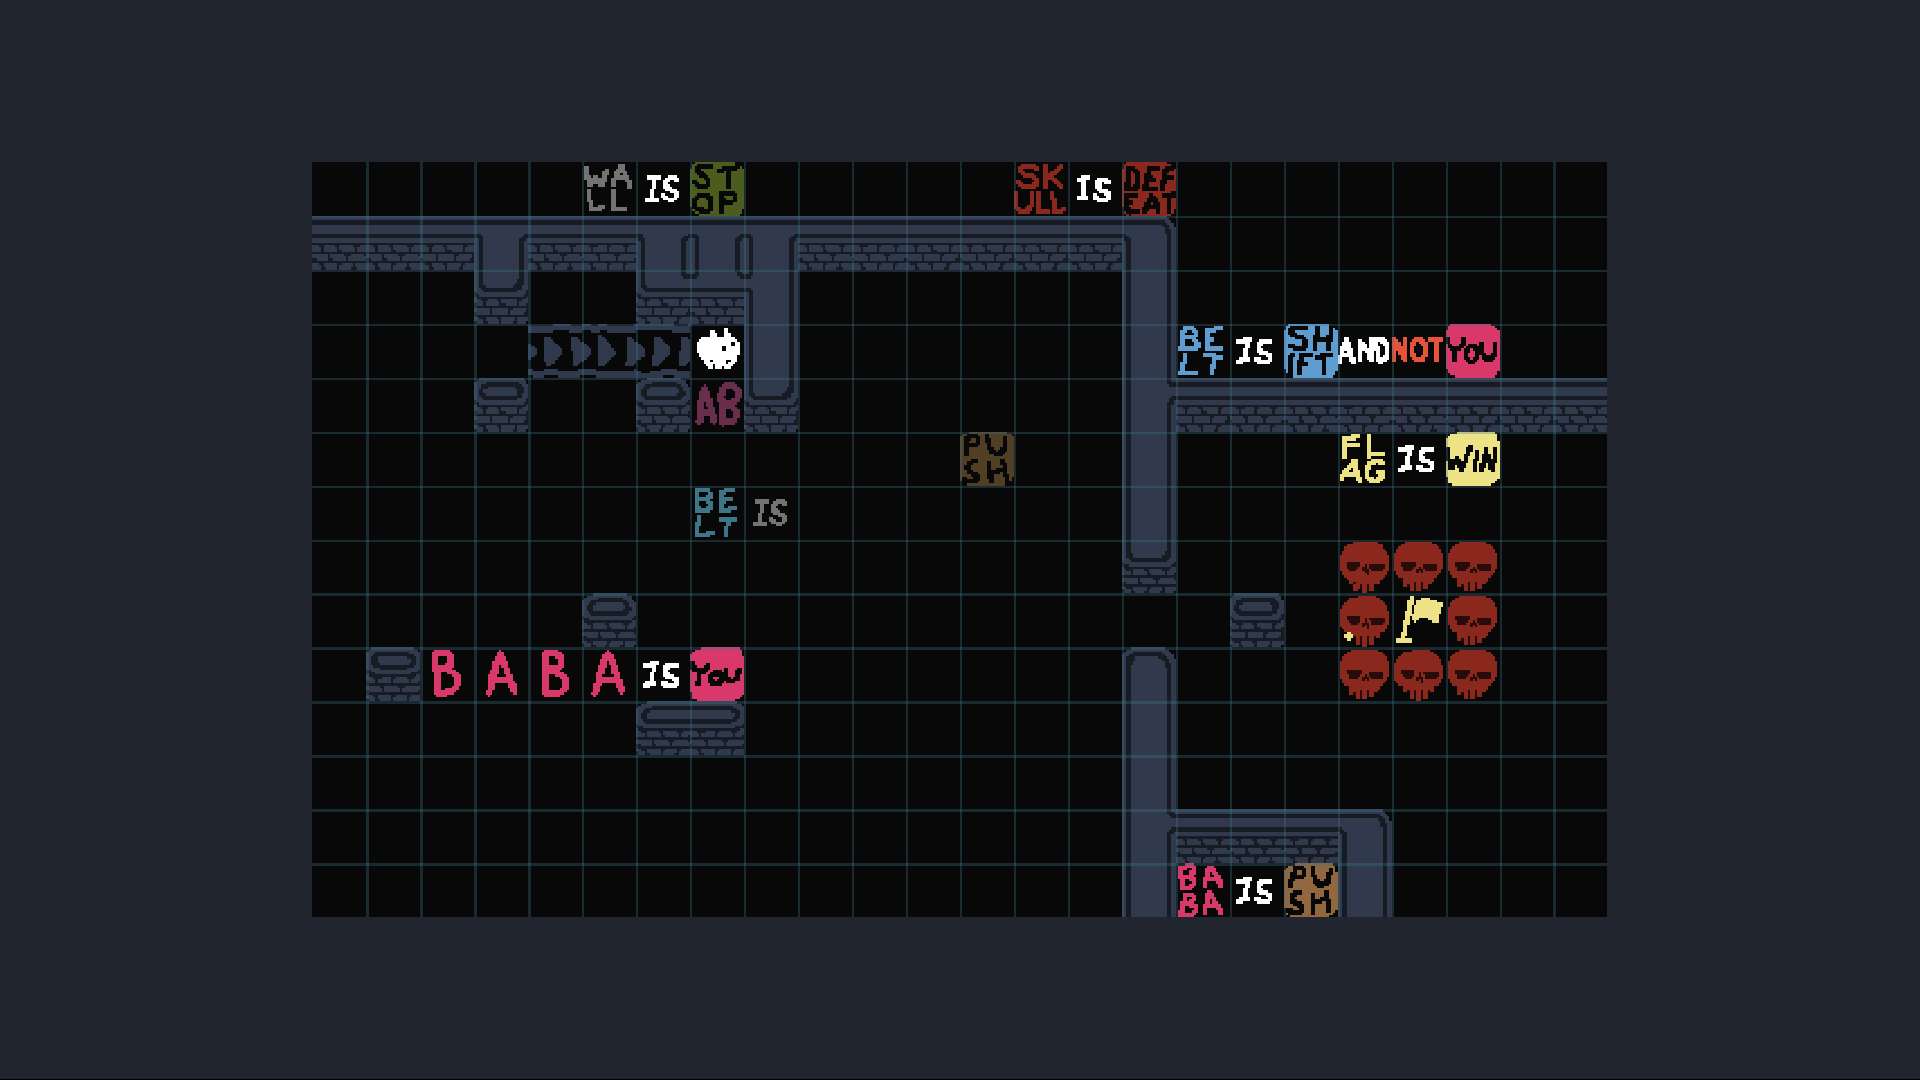 WALL IS STOP
SKULL IS DEFEAT
BELT IS SHIFT AND NOT YOU
AB
PUSH
FLAG IS WIN
BELT IS
B A B A IS YOU
BABA IS PUSH